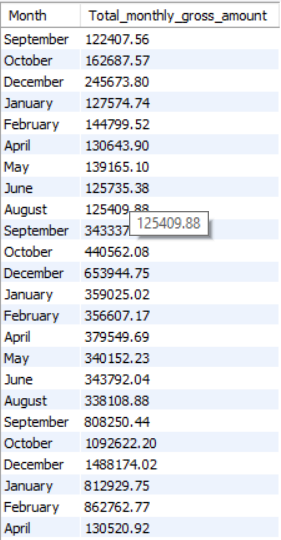 Month Total_monthly_gross_amount
September 122407.56
October 162687.57
December 245673.80
January 127574.74
February 144799.52
April 130643.90
May 139165.10
June 125735.38
August 125409.88
125409.88
September
October 440562.08
December 653944.75
January 359025.02
February 356607.17
April 379549.69
May 340152.23
June 343792.04
August 338108.88
September 808250.44
October 1092622.20
December 1488174.02
January 812929.75
February 862762.77
April 130520.92